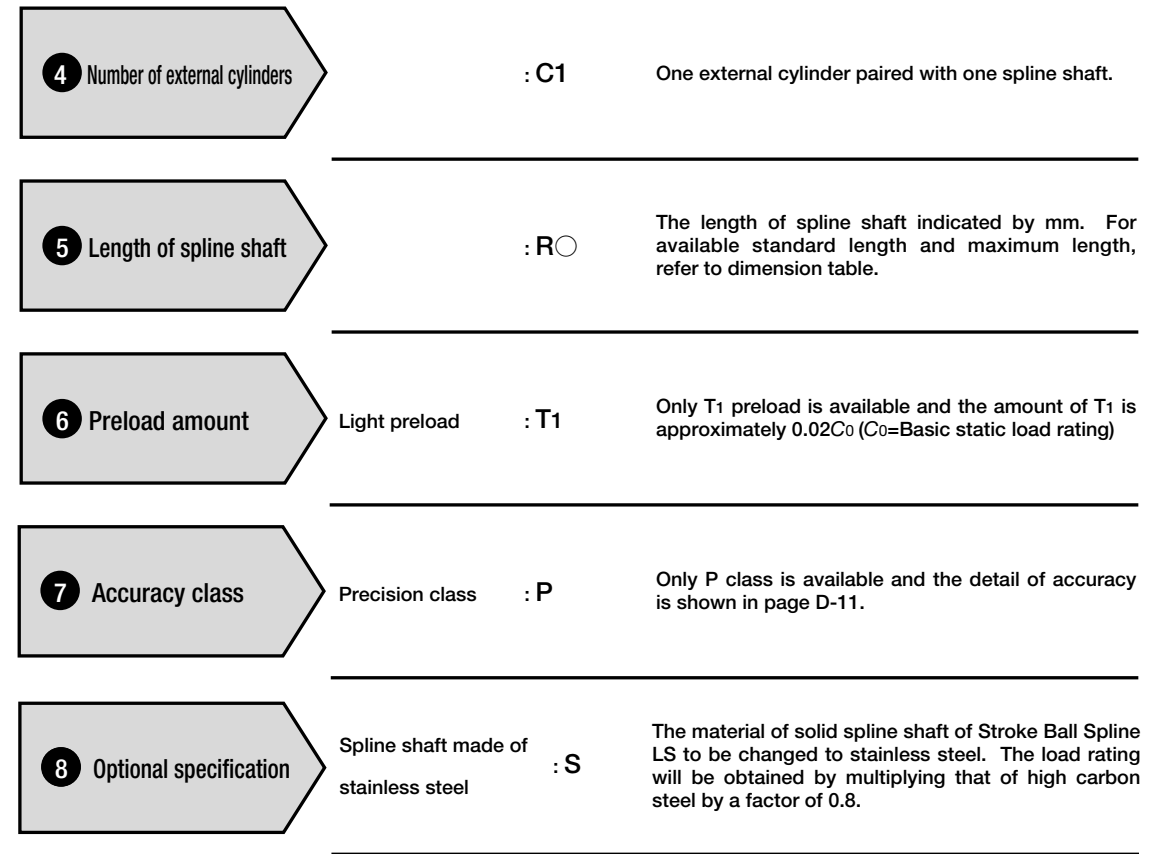 4 Number of external cylinders
: C1
One external cylinder paired with one spline shaft.
5 Length of spline shaft
: R○
The length of spline shaft indicated by mm. For
available standard length and maximum length,
refer to dimension table.
6 Preload amount
Light preload
: T1
Only T1 preload is available and the amount of T1 is
approximately 0.02C0 (C0=Basic static load rating)
7 Accuracy class
Precision class
: P
Only P class is available and the detail of accuracy
is shown in page D-11.
8 Optional specification
Spline shaft made of
stainless steel
: S
The material of solid spline shaft of Stroke Ball Spline
LS to be changed to stainless steel. The load rating
will be obtained by multiplying that of high carbon
steel by a factor of 0.8.